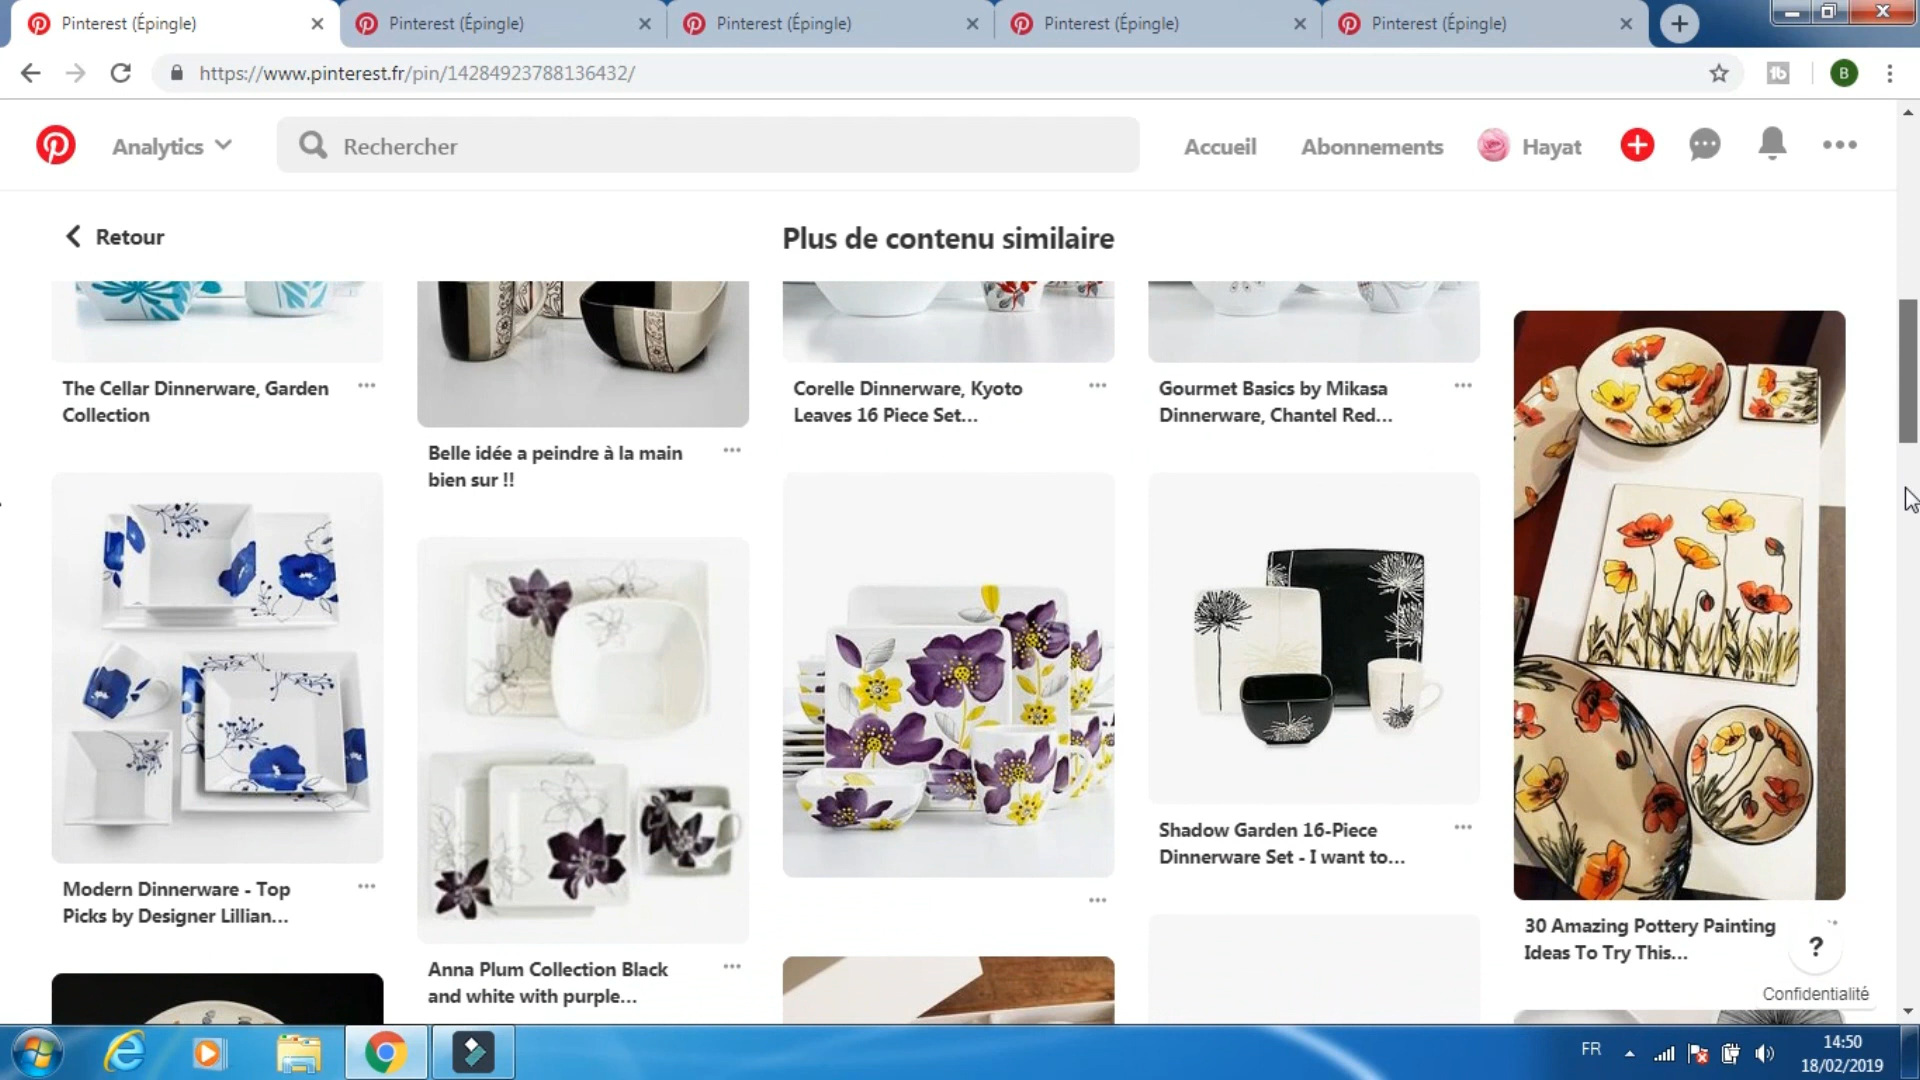 Pinterest (Épingle)
Pinterest (Épingle)
Pinterest (Épingle)
Pinterest (Épingle)
Pinterest (Épingle)
https://www.pinterest.fr/pin/14284923788136432/
B
Analytics
Rechercher
Accueil
Abonnements
Hayat
Retour
Plus de contenu similaire
The Cellar Dinnerware, Garden
Collection
Belle idée a peindre à la main
bien sur !!
Corelle Dinnerware, Kyoto
Leaves 16 Piece Set...
Gourmet Basics by Mikasa
Dinnerware, Chantel Red...
Modern Dinnerware - Top
Picks by Designer Lillian...
Anna Plum Collection Black
and white with purple...
Shadow Garden 16-Piece
Dinnerware Set - I want to...
30 Amazing Pottery Painting
Ideas To Try This...
?
Confidentialité
FR
14:50
18/02/2019